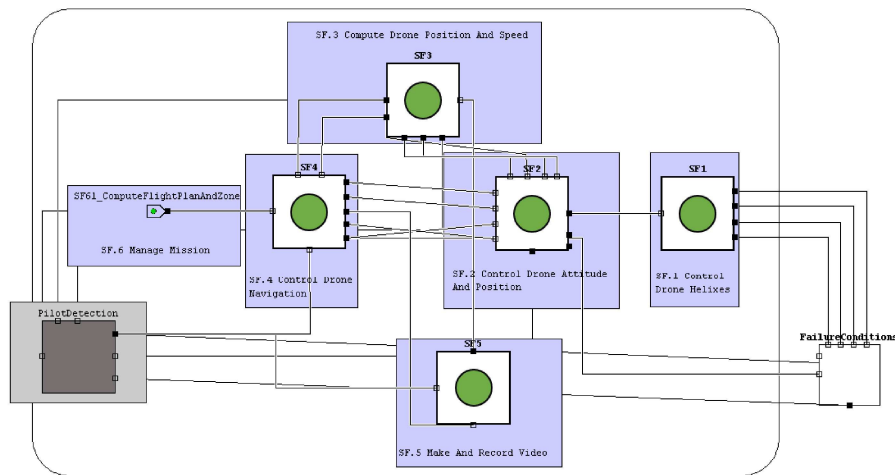 SF.3 Compute Drone Position And Speed
SF3
SF4
SF2
SF1
SF61_ComputeFlightPlanAndZone
SF.6 Manage Mission
SF.4 Control Drone
Navigation
SF.2 Control Drone Attitude
And Position
SF.1 Control
Drone Helixes
PilotDetection
FailureConditions
SF5
SF.5 Make And Record Video